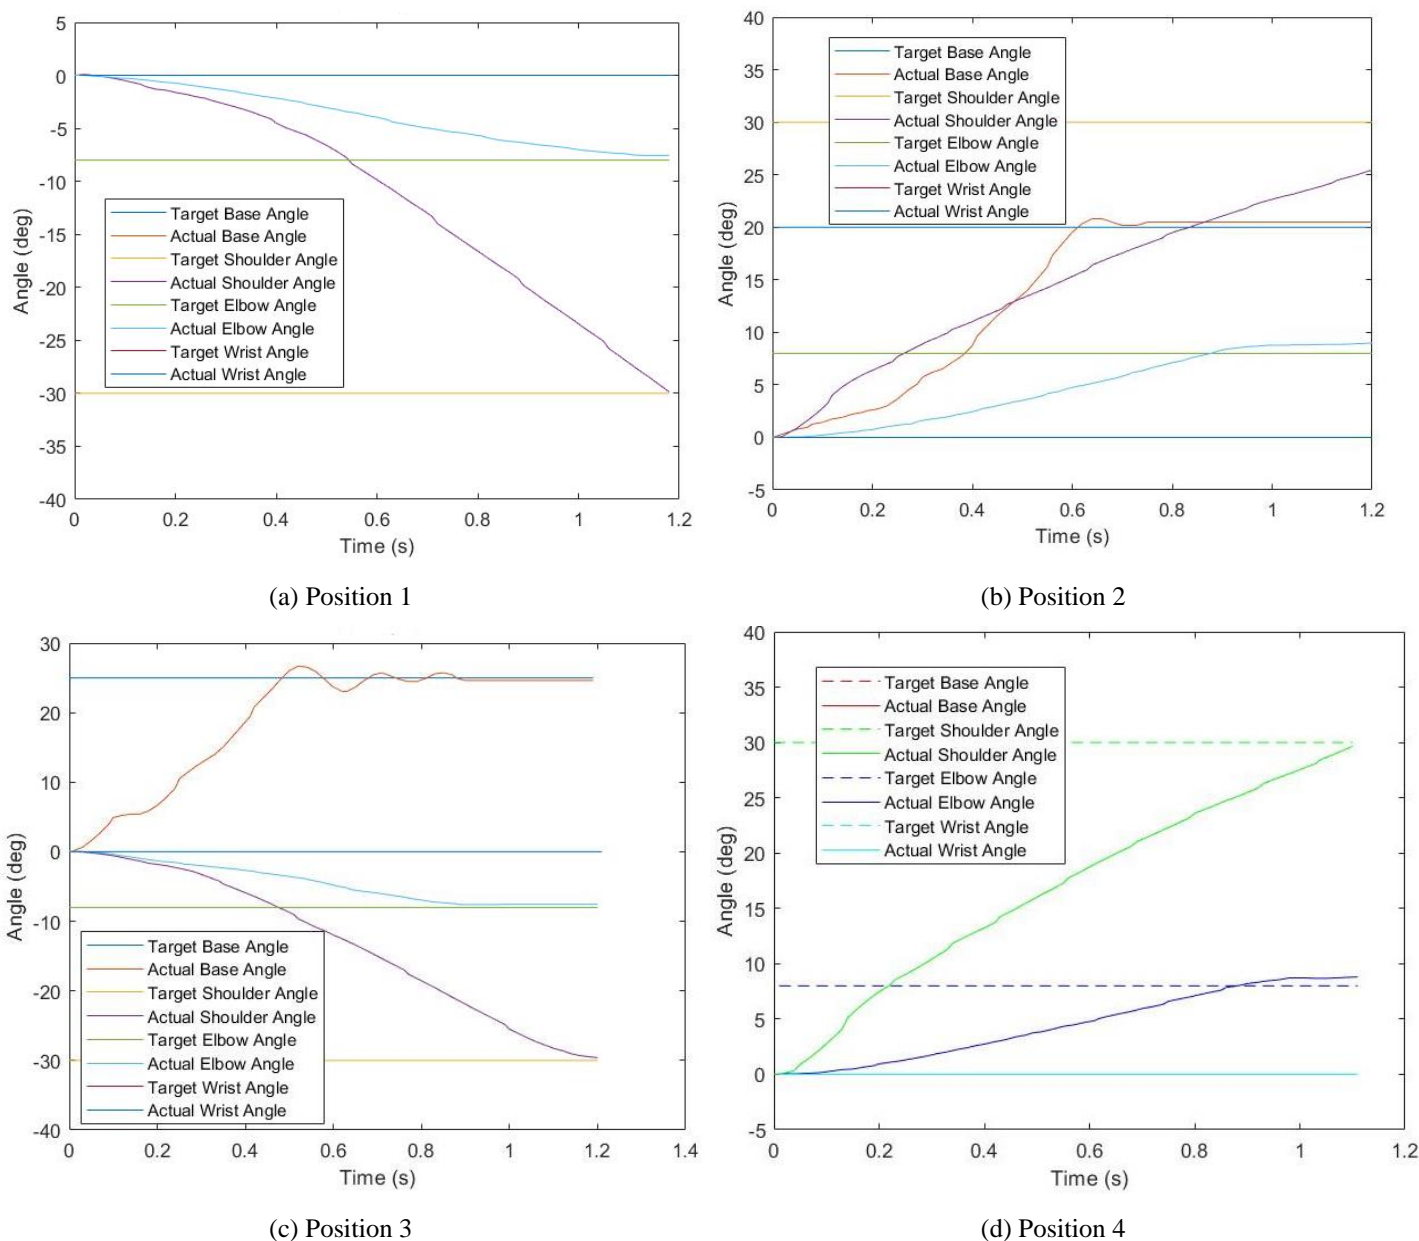 5
0
-5
-10
-15
-20
-25
-30
-35
-40
Angle (deg)
Target Base Angle
Actual Base Angle
Target Shoulder Angle
Actual Shoulder Angle
Target Elbow Angle
Actual Elbow Angle
Target Wrist Angle
Actual Wrist Angle
0 0.2 0.4 0.6 0.8 1 1.2
Time (s)
(a) Position 1
40
35
30
25
20
15
10
5
0
-5
Angle (deg)
Target Base Angle
Actual Base Angle
Target Shoulder Angle
Actual Shoulder Angle
Target Elbow Angle
Actual Elbow Angle
Target Wrist Angle
Actual Wrist Angle
0 0.2 0.4 0.6 0.8 1 1.2
Time (s)
(b) Position 2
30
20
10
0
-10
-20
-30
-40
Angle (deg)
Target Base Angle
Actual Base Angle
Target Shoulder Angle
Actual Shoulder Angle
Target Elbow Angle
Actual Elbow Angle
Target Wrist Angle
Actual Wrist Angle
0 0.2 0.4 0.6 0.8 1 1.2 1.4
Time (s)
(c) Position 3
40
35
30
25
20
15
10
5
0
-5
Angle (deg)
Target Base Angle
Actual Base Angle
Target Shoulder Angle
Actual Shoulder Angle
Target Elbow Angle
Actual Elbow Angle
Target Wrist Angle
Actual Wrist Angle
0 0.2 0.4 0.6 0.8 1 1.2
Time (s)
(d) Position 4